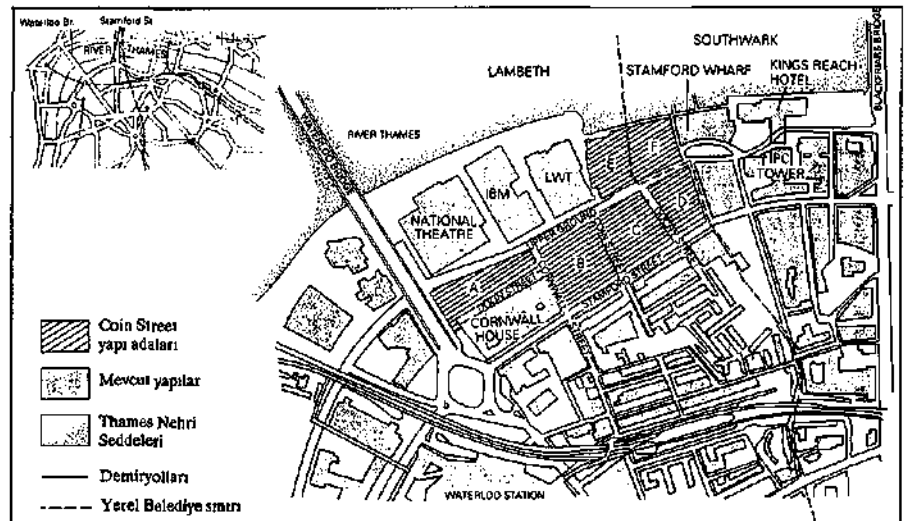 Waterloo Br. Stamford St
RIVER THAMES
SOUTHWARK
LAMBETH
STAMFORD WHARF
KINGS REACH
HOTEL
BLACKFRIARS BRIDGE
RIVER THAMES
IPC
TOWER
LWT
IBM
NATIONAL
THEATRE
E
F
D
C
B
A
UPPER GROUND
COIN STREET
STAMFORD STREET
CORNWALL
HOUSE
WATERLOO STATION
Coin Street
yapı adaları
Mevcut yapılar
Thames Nehri
Seddeleri
Demiryolları
Yerel Belediye sınırı